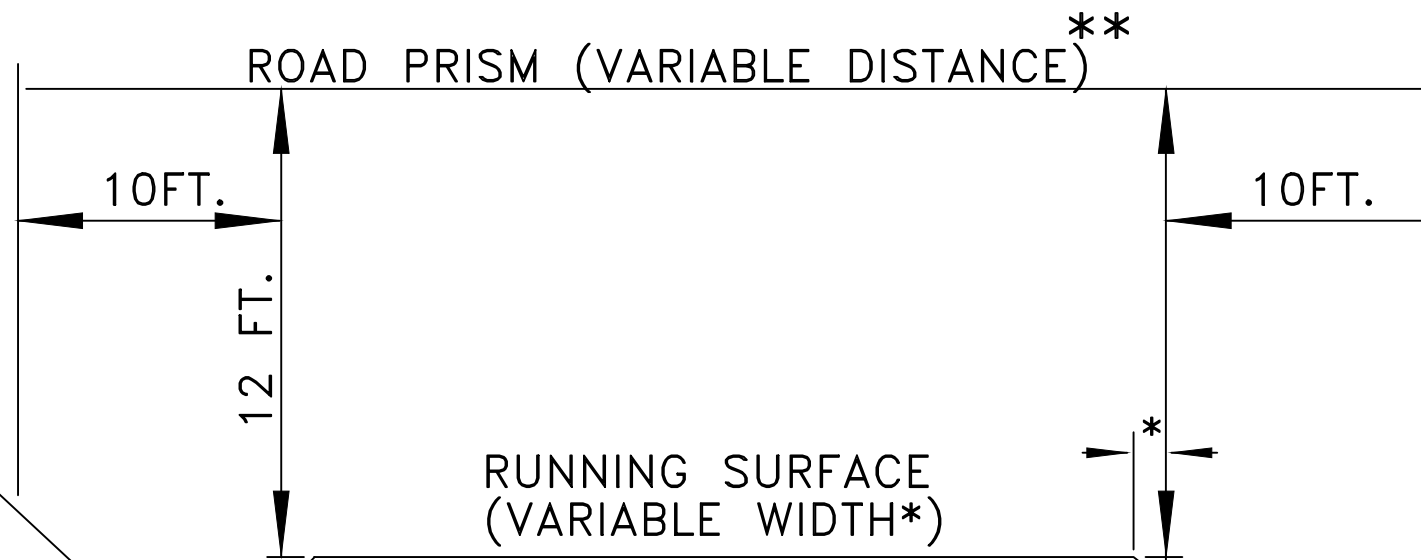 ROAD PRISM (VARIABLE DISTANCE)**
10FT.
10FT.
12 FT.
*
RUNNING SURFACE
(VARIABLE WIDTH*)